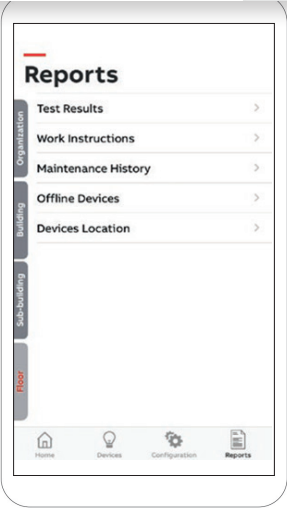 Reports
Test Results
Work Instructions
Maintenance History
Offline Devices
Devices Location
Organization
Building
Sub-building
Floor
Home
Devices
Configuration
Reports